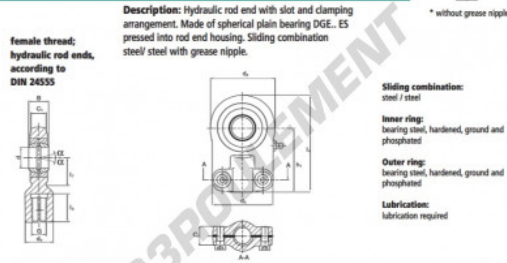 Description: Hydraulic rod end with slot and clamping
arrangement. Made of spherical plain bearing DGE.. ES
pressed into rod end housing. Sliding combination
steel/ steel with grease nipple.
* without grease nipple
female thread;
hydraulic rod ends,
according to
DIN 24555
Sliding combination:
steel / steel
Inner ring:
bearing steel, hardened, ground and
phosphated
Outer ring:
bearing steel, hardened, ground and
phosphated
Lubrication:
lubrication required
B
A
A
A-A
123ROULEMENT